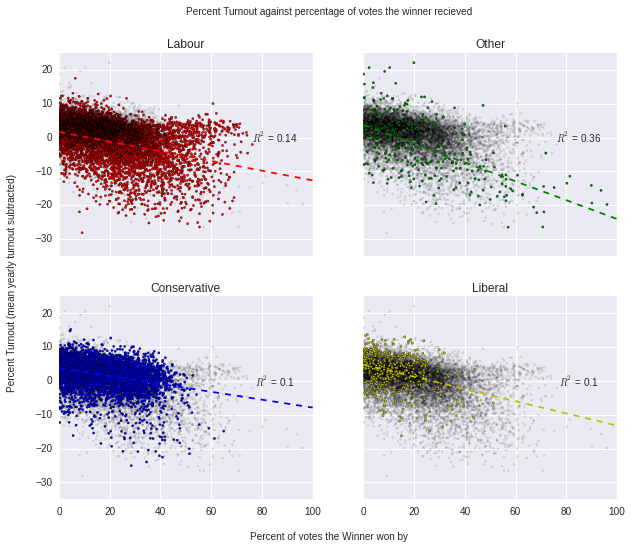 Percent Turnout against percentage of votes the winner recieved
Labour
Other
20
10
0
−10
−20
−30
R² = 0.14
R² = 0.36
Percent Turnout (mean yearly turnout subtracted)
Conservative
Liberal
20
10
0
−10
−20
−30
R² = 0.1
R² = 0.1
0 20 40 60 80 100
0 20 40 60 80 100
Percent of votes the Winner won by